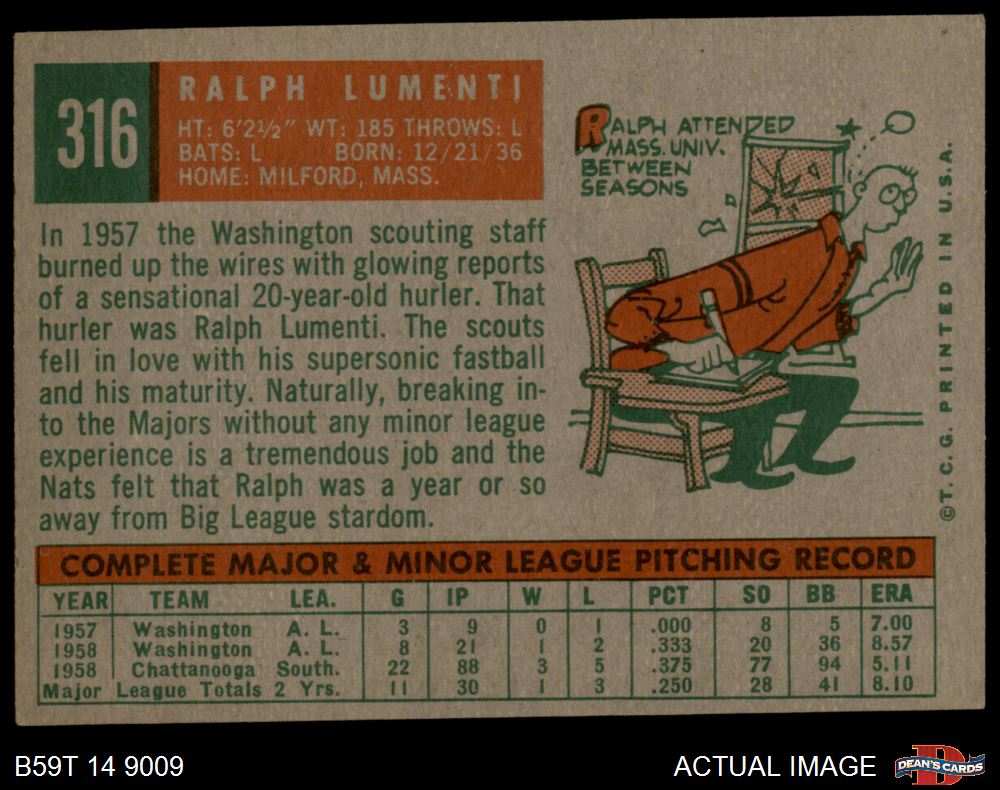 316
RALPH LUMENTI
HT: 6'2½" WT: 185 THROWS: L
BATS: L BORN: 12/21/36
HOME: MILFORD, MASS.
RALPH ATTENDED
MASS. UNIV.
BETWEEN
SEASONS
In 1957 the Washington scouting staff
burned up the wires with glowing reports
of a sensational 20-year-old hurler. That
hurler was Ralph Lumenti. The scouts
fell in love with his supersonic fastball
and his maturity. Naturally, breaking in-
to the Majors without any minor league
experience is a tremendous job and the
Nats felt that Ralph was a year or so
away from Big League stardom.
©T. C. G. PRINTED IN U.S.A.
COMPLETE MAJOR & MINOR LEAGUE PITCHING RECORD
YEAR TEAM LEA. G IP W L PCT SO BB ERA
1957 Washington A. L. 3 9 0 1 .000 8 5 7.00
1958 Washington A. L. 8 21 1 2 .333 20 36 8.57
1958 Chattanooga South. 22 88 3 5 .375 77 94 5.11
Major League Totals 2 Yrs. 11 30 1 3 .250 28 41 8.10
B59T 14 9009
ACTUAL IMAGE
DEAN'S CARDS